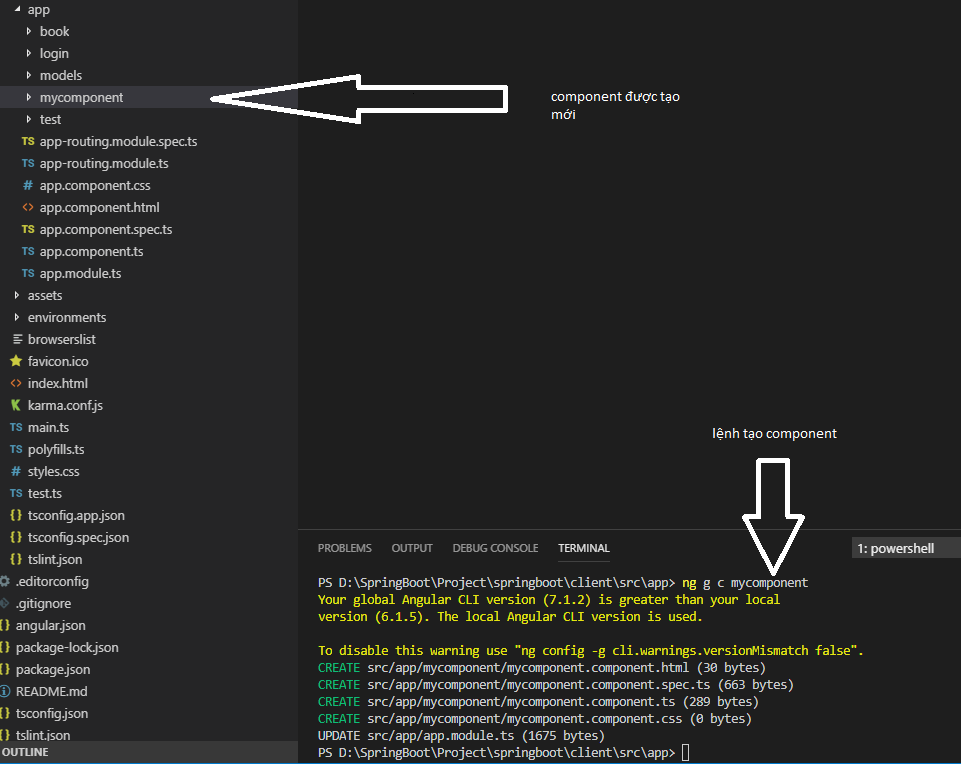 app
book
login
models
mycomponent
test
TS app-routing.module.spec.ts
TS app-routing.module.ts
# app.component.css
<> app.component.html
TS app.component.spec.ts
TS app.component.ts
TS app.module.ts
assets
environments
browserslist
favicon.ico
<> index.html
karma.conf.js
TS main.ts
TS polyfills.ts
# styles.css
TS test.ts
{} tsconfig.app.json
{} tsconfig.spec.json
{} tslint.json
.editorconfig
.gitignore
{} angular.json
{} package-lock.json
{} package.json
README.md
{} tsconfig.json
{} tslint.json
OUTLINE
component được tạo
mới
lệnh tạo component
PROBLEMS OUTPUT DEBUG CONSOLE TERMINAL 1: powershell
PS D:\SpringBoot\Project\springboot\client\src\app> ng g c mycomponent
Your global Angular CLI version (7.1.2) is greater than your local
version (6.1.5). The local Angular CLI version is used.
To disable this warning use "ng config -g cli.warnings.versionMismatch false".
CREATE src/app/mycomponent/mycomponent.component.html (30 bytes)
CREATE src/app/mycomponent/mycomponent.component.spec.ts (663 bytes)
CREATE src/app/mycomponent/mycomponent.component.ts (289 bytes)
CREATE src/app/mycomponent/mycomponent.component.css (0 bytes)
UPDATE src/app/app.module.ts (1675 bytes)
PS D:\SpringBoot\Project\springboot\client\src\app>